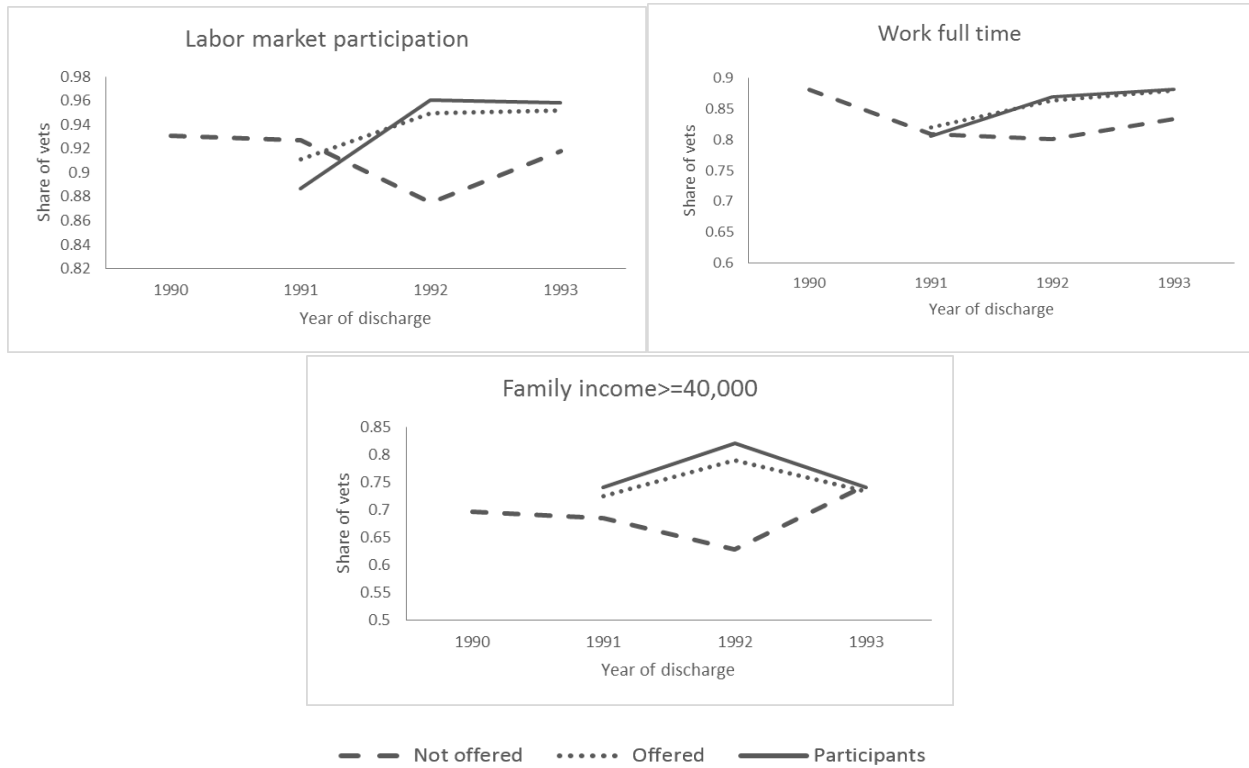 Labor market participation
Share of vets
0.98
0.96
0.94
0.92
0.9
0.88
0.86
0.84
0.82
1990 1991 1992 1993
Year of discharge
Work full time
Share of vets
0.9
0.85
0.8
0.75
0.7
0.65
0.6
1990 1991 1992 1993
Year of discharge
Family income>=40,000
Share of vets
0.85
0.8
0.75
0.7
0.65
0.6
0.55
0.5
1990 1991 1992 1993
Year of discharge
Not offered Offered Participants